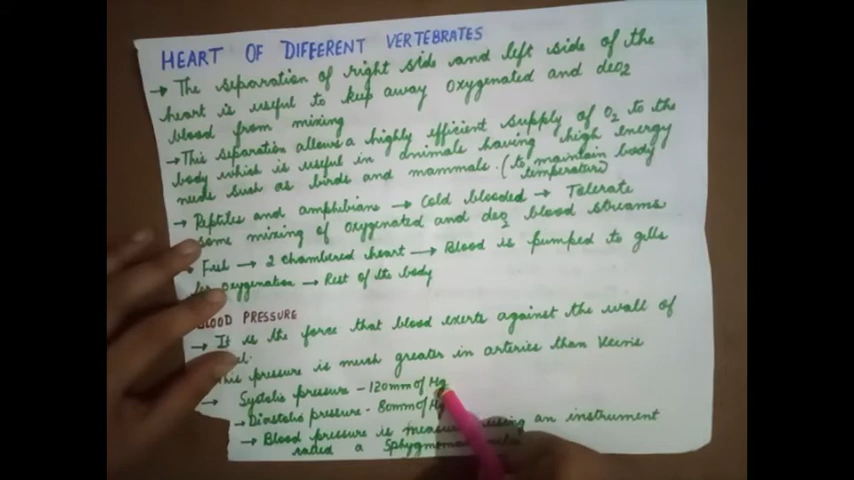 HEART OF DIFFERENT VERTEBRATES
→ The separation of right side and left side of the
heart is useful to keep away oxygenated and deO2
blood from mixing
→ This separation allows a highly efficient supply of O2 to the
body which is useful in animals having high energy
needs such as birds and mammals. (to maintain body
temperature)
→ Reptiles and amphibians → Cold blooded → Tolerate
some mixing of oxygenated and deO2 blood streams
Fish → 2 chambered heart → Blood is pumped to gills
oxygenation → Rest of the body
BLOOD PRESSURE
→ It is the force that blood exerts against the wall of
This pressure is much greater in arteries than Veins
→ Systolic pressure - 120mm of Hg
→ Diastolic pressure - 80mm of Hg
→ Blood pressure is measured using an instrument
called a